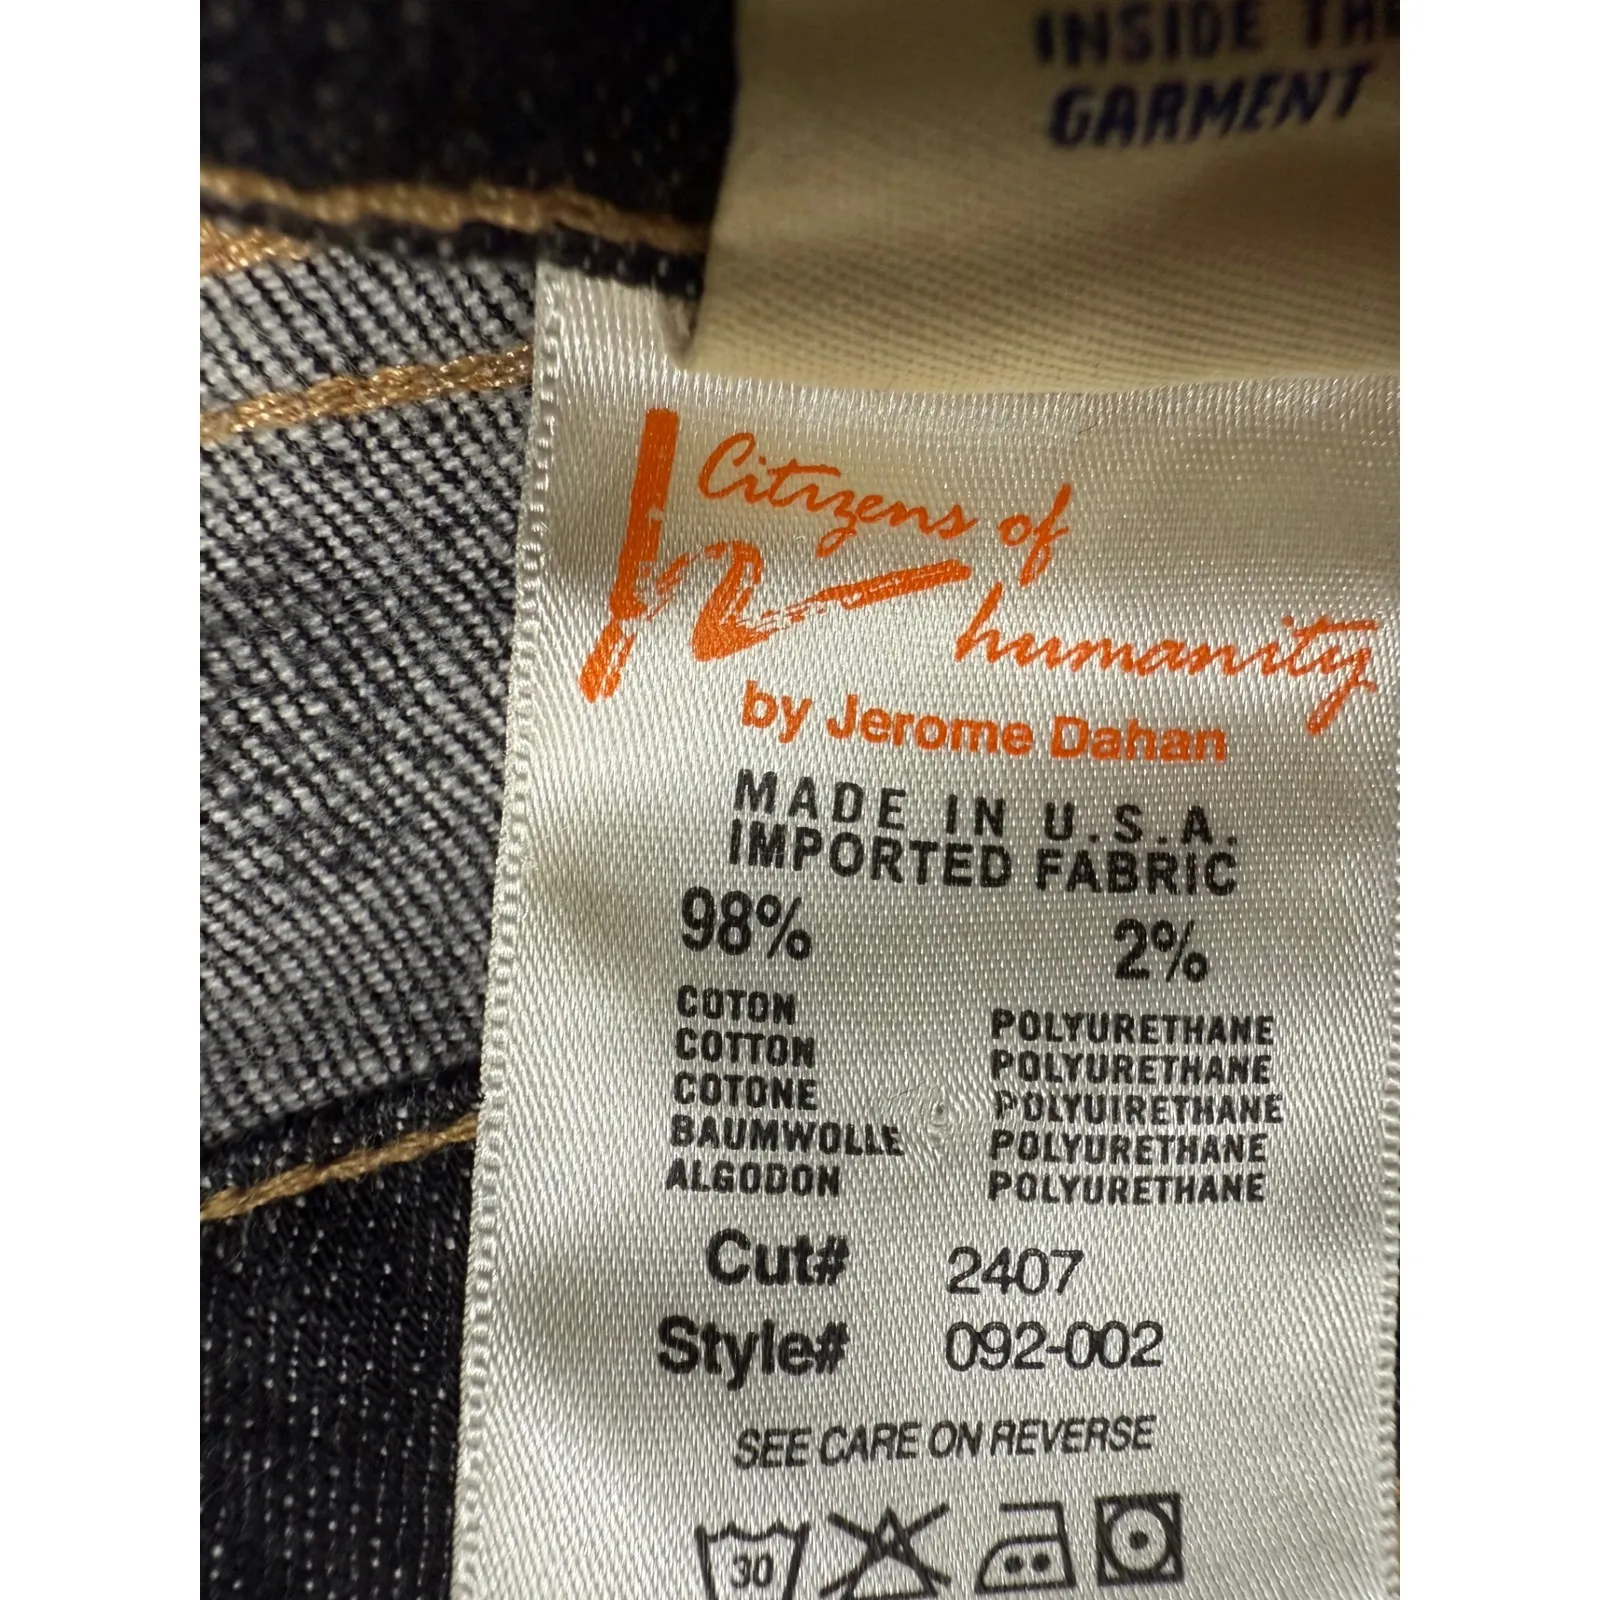 INSIDE THE
GARMENT
Citizens of
humanity
by Jerome Dahan
MADE IN U.S.A.
IMPORTED FABRIC
98% 2%
COTON POLYURETHANE
COTTON POLYURETHANE
COTONE POLYUIRETHANE
BAUMWOLLE POLYURETHANE
ALGODON POLYURETHANE
Cut# 2407
Style# 092-002
SEE CARE ON REVERSE
30